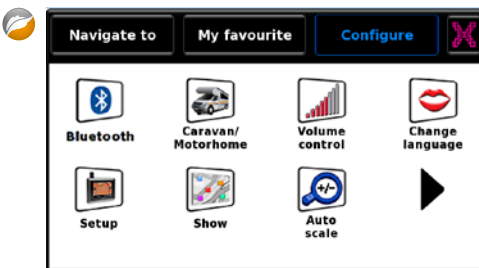 Navigate to
My favourite
Configure
Bluetooth
Caravan/
Motorhome
Volume
control
Change
language
+/-
Setup
Show
Auto
scale